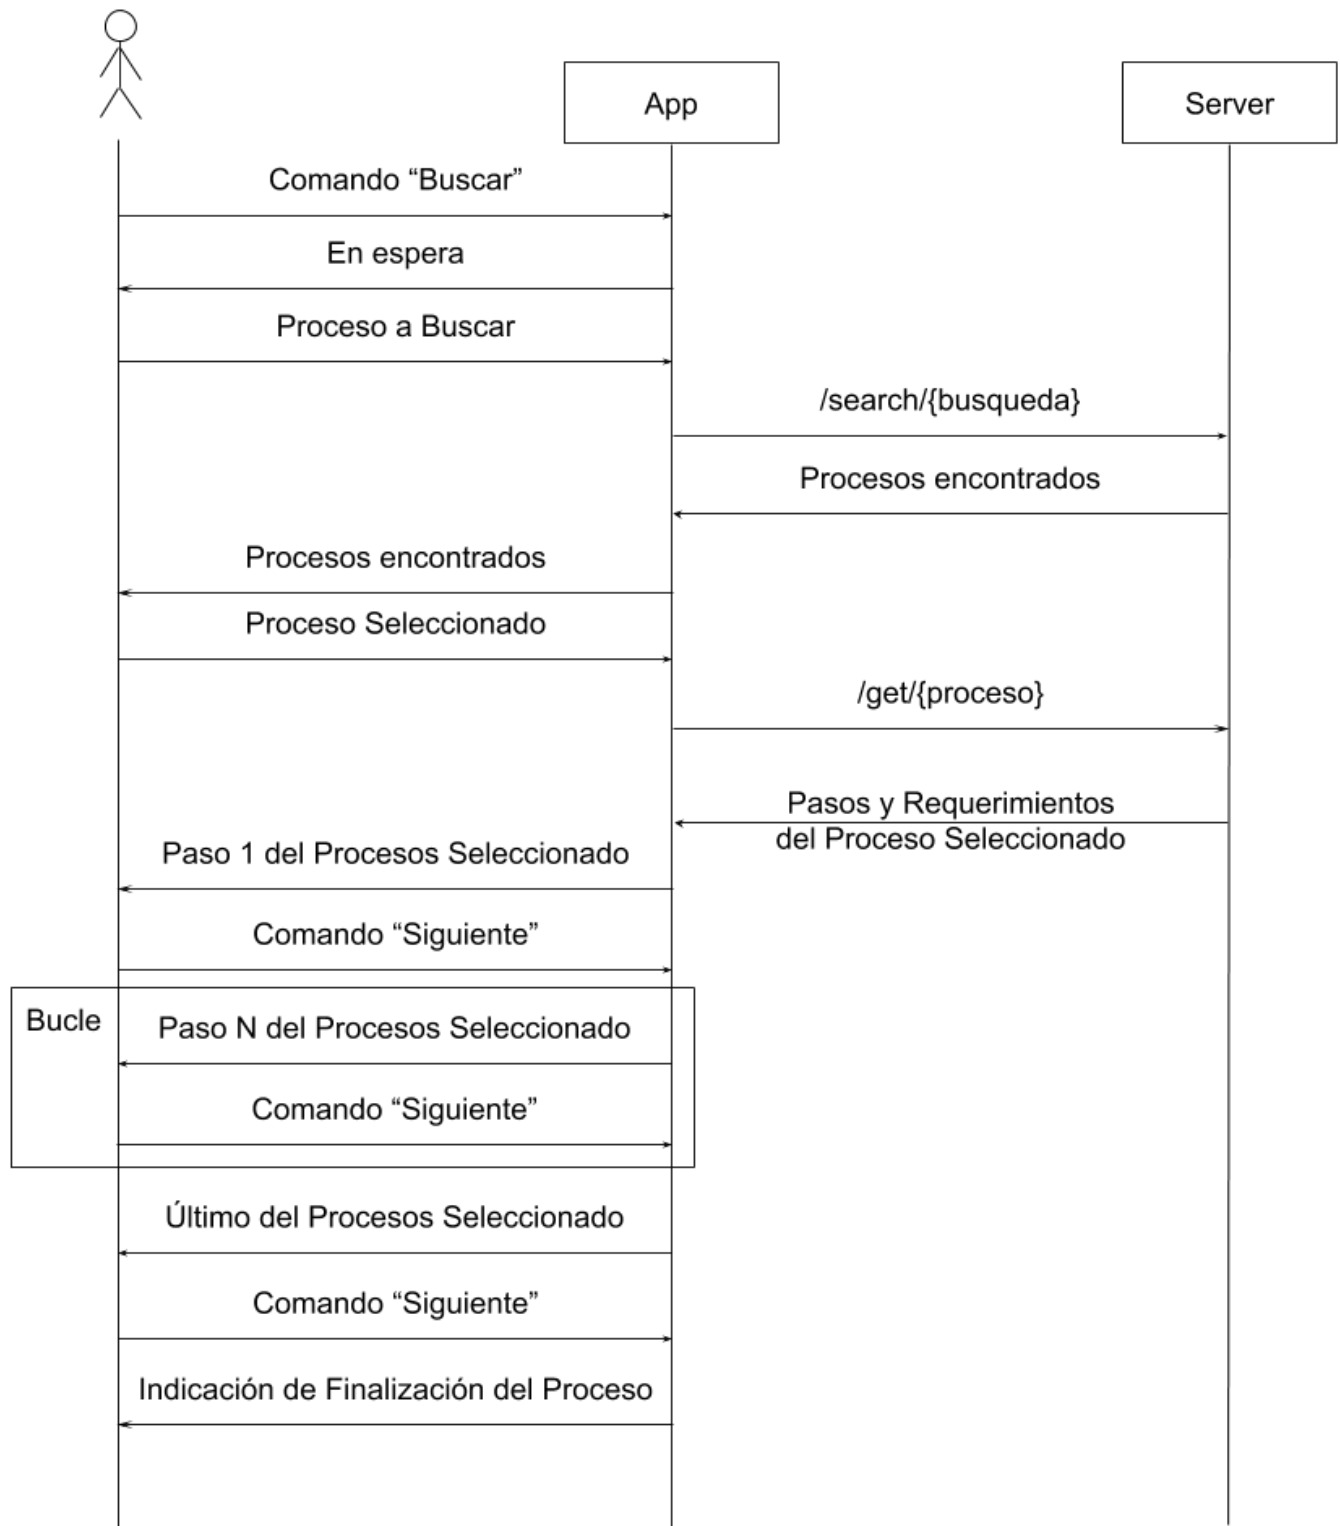 App
Server
Comando “Buscar”
En espera
Proceso a Buscar
/search/{busqueda}
Procesos encontrados
Procesos encontrados
Proceso Seleccionado
/get/{proceso}
Pasos y Requerimientos
del Proceso Seleccionado
Paso 1 del Procesos Seleccionado
Comando “Siguiente”
Bucle
Paso N del Procesos Seleccionado
Comando “Siguiente”
Último del Procesos Seleccionado
Comando “Siguiente”
Indicación de Finalización del Proceso